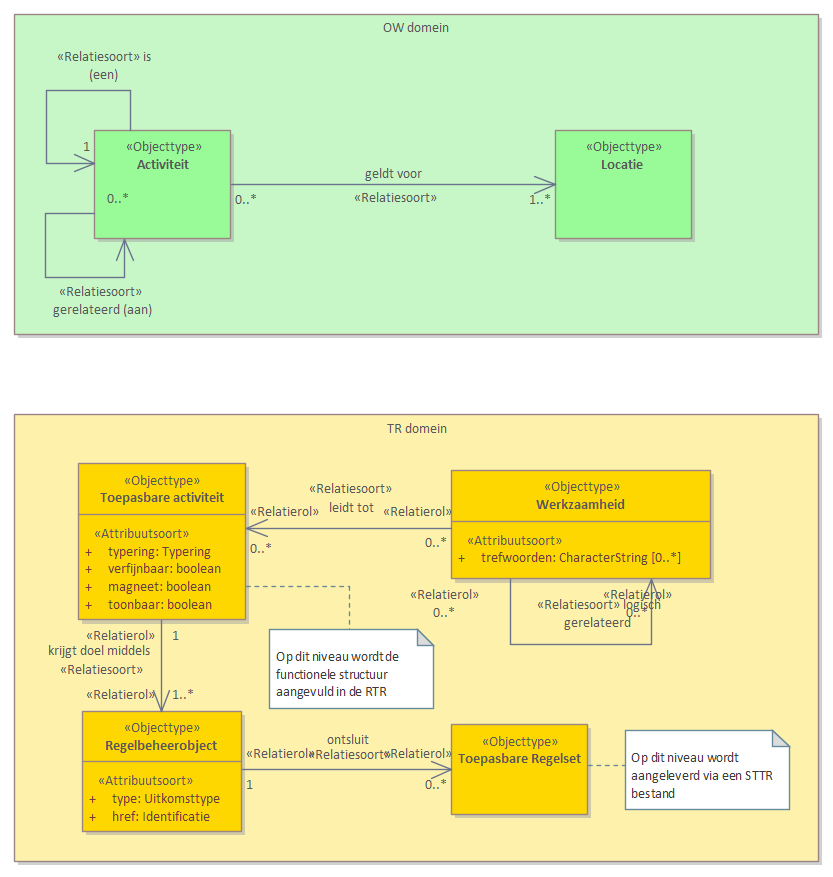 OW domein
«Relatiesoort» is
(een)
1
«Objecttype»
Activiteit
0..*
«Relatiesoort»
gerelateerd (aan)
geldt voor
0..*
«Relatiesoort»
1..*
«Objecttype»
Locatie
TR domein
«Objecttype»
Toepasbare activiteit
«Attribuutsoort»
+ typering: Typering
+ verfijnbaar: boolean
+ magneet: boolean
+ toonbaar: boolean
«Relatiesoort»
leidt tot
«Relatierol»
«Relatierol»
0..*
0..*
«Objecttype»
Werkzaamheid
«Attribuutsoort»
+ trefwoorden: CharacterString [0..*]
«Relatierol»
0..*
«Relatierol»
0..*
«Relatiesoort» logisch
gerelateerd
«Relatierol»
1
krijgt doel middels
«Relatiesoort»
«Relatierol»
1..*
Op dit niveau wordt de
functionele structuur
aangevuld in de RTR
«Objecttype»
Regelbeheerobject
«Attribuutsoort»
+ type: Uitkomsttype
+ href: Identificatie
ontsluit
«Relatierol»
«Relatiesoort»
«Relatierol»
1
0..*
«Objecttype»
Toepasbare Regelset
Op dit niveau wordt
aangeleverd via een STTR
bestand